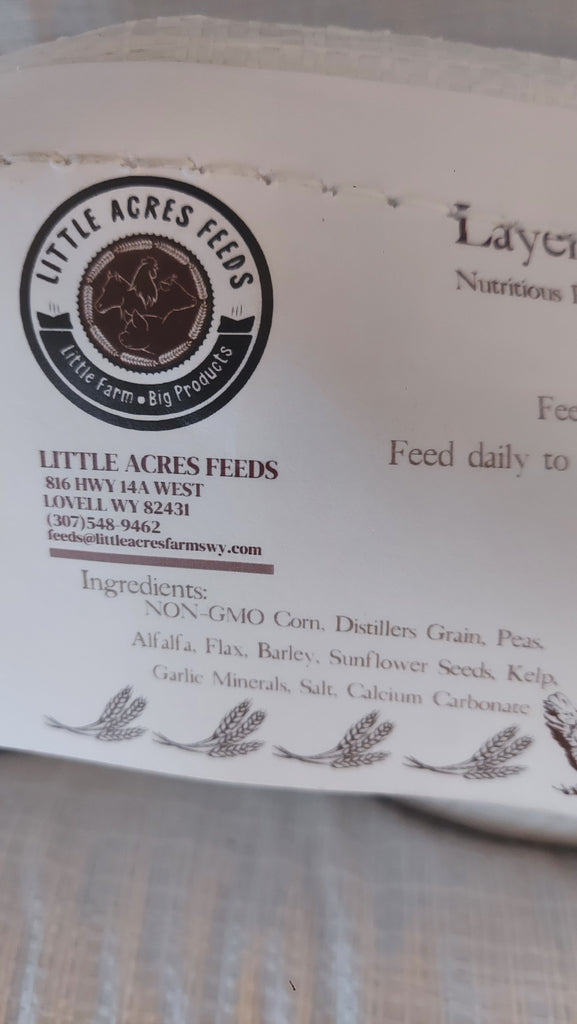 LITTLE ACRES FEEDS
Little Farm • Big Products
Layer
Nutritious
Feed daily to
LITTLE ACRES FEEDS
816 HWY 14A WEST
LOVELL WY 82431
(307)548-9462
feeds@littleacresfarmswy.com
Ingredients:
NON-GMO Corn, Distillers Grain, Peas,
Alfalfa, Flax, Barley, Sunflower Seeds, Kelp,
Garlic Minerals, Salt, Calcium Carbonate